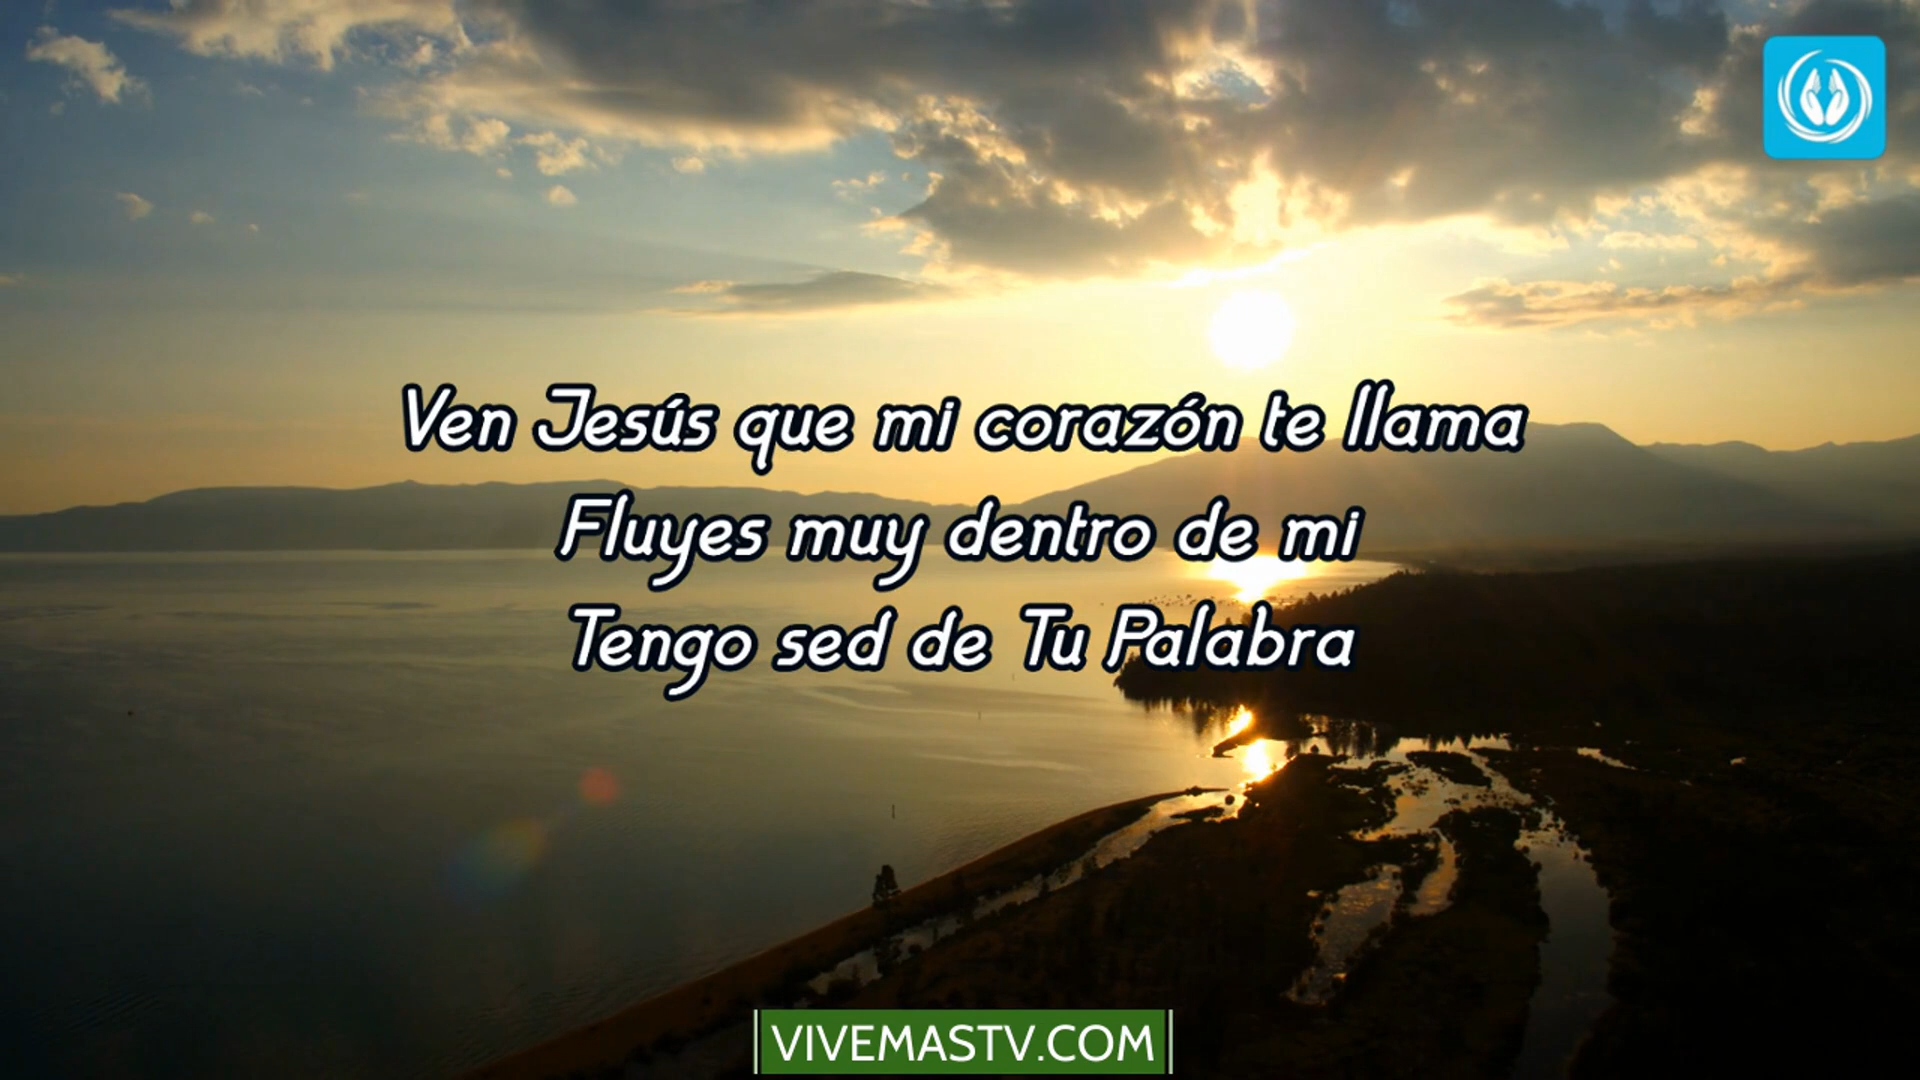 Ven Jesús que mi corazón te llama
Fluyes muy dentro de mi
Tengo sed de Tu Palabra
VIVEMASTV.COM